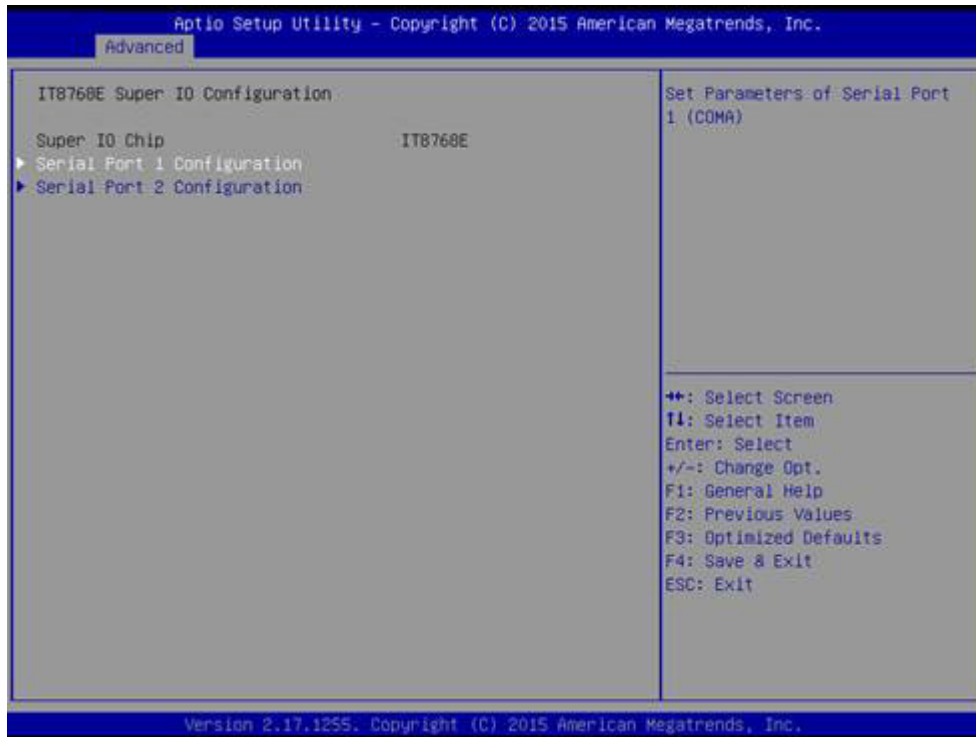 Aptio Setup Utility – Copyright (C) 2015 American Megatrends, Inc.
Advanced
IT8768E Super IO Configuration
Super IO Chip IT8768E
Serial Port 1 Configuration
Serial Port 2 Configuration
Set Parameters of Serial Port
1 (COMA)
→←: Select Screen
↑↓: Select Item
Enter: Select
+/-: Change Opt.
F1: General Help
F2: Previous Values
F3: Optimized Defaults
F4: Save & Exit
ESC: Exit
Version 2.17.1255. Copyright (C) 2015 American Megatrends, Inc.